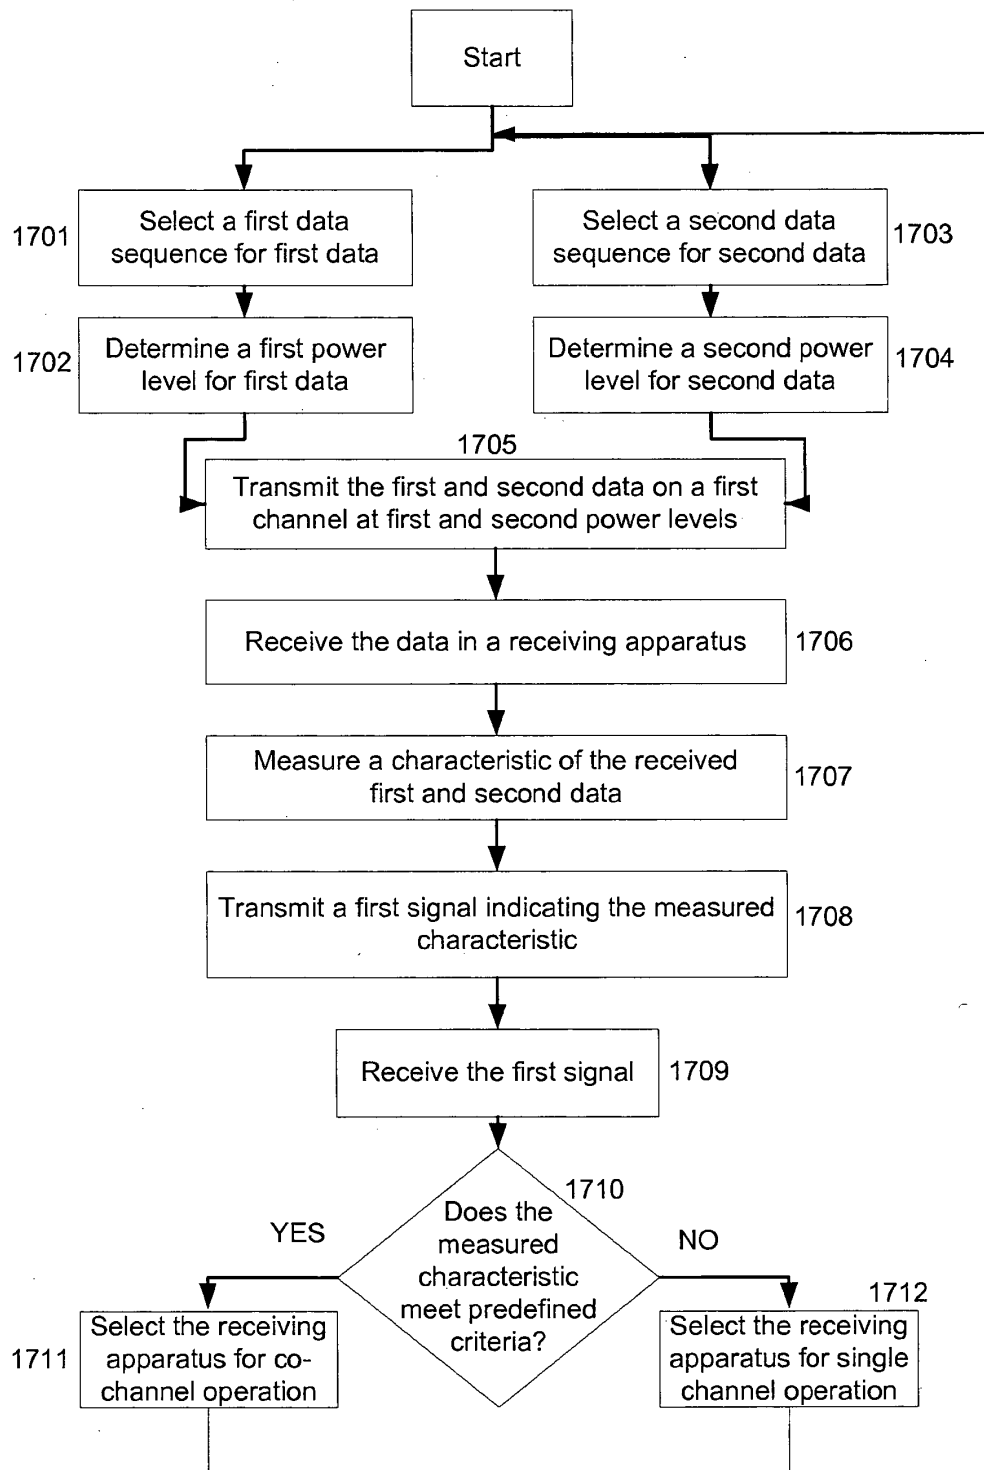 Start
1701
Select a first data
sequence for first data
Select a second data
sequence for second data
1703
1702
Determine a first power
level for first data
Determine a second power
level for second data
1704
1705
Transmit the first and second data on a first
channel at first and second power levels
Receive the data in a receiving apparatus
1706
Measure a characteristic of the received
first and second data
1707
Transmit a first signal indicating the measured
characteristic
1708
Receive the first signal
1709
1710
Does the
measured
characteristic
meet predefined
criteria?
YES
NO
1711
Select the receiving
apparatus for co-
channel operation
1712
Select the receiving
apparatus for single
channel operation